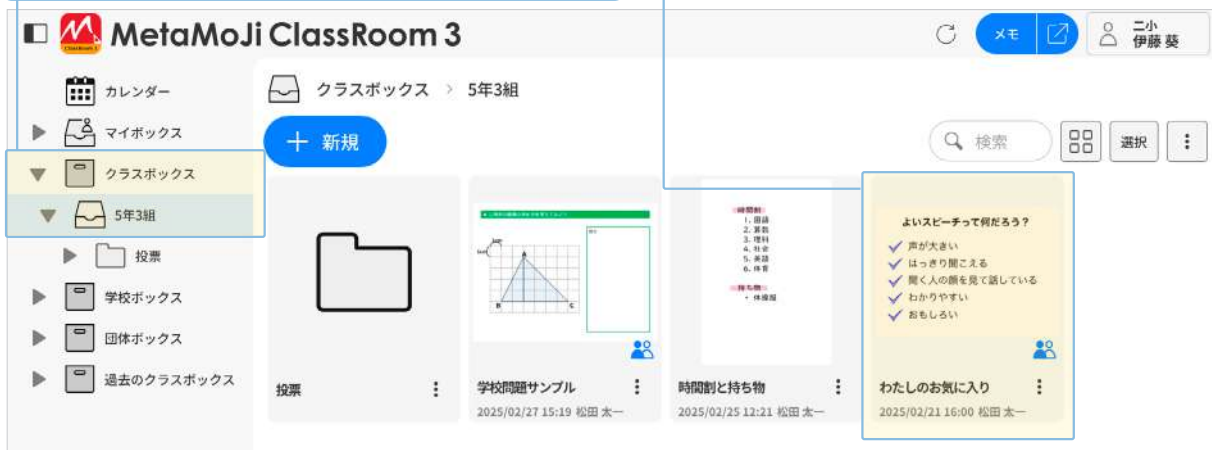 MetaMoJi ClassRoom 3
メモ
二小
伊藤 葵
カレンダー
マイボックス
クラスボックス
5年3組
投票
学校ボックス
団体ボックス
過去のクラスボックス
クラスボックス > 5年3組
＋ 新規
検索
選択
投票
学校問題サンプル
2025/02/27 15:19 松田 太一
A
B
C
時間割
1. 国語
2. 算数
3. 理科
4. 社会
5. 英語
6. 体育
持ち物
・ 体操服
時間割と持ち物
2025/02/25 12:21 松田 太一
よいスピーチって何だろう？
声が大きい
はっきり聞こえる
聞く人の顔を見て話している
わかりやすい
おもしろい
わたしのお気に入り
2025/02/21 16:00 松田 太一